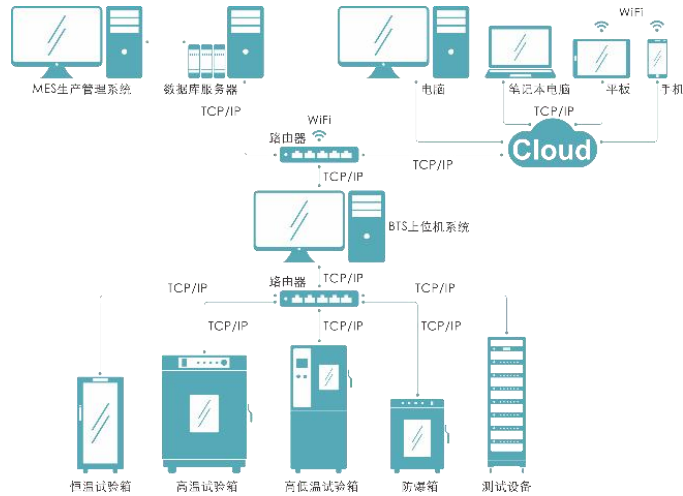 WiFi
MES生产管理系统
数据库服务器
电脑
笔记本电脑
平板
手机
TCP/IP
TCP/IP
WiFi
路由器
Cloud
TCP/IP
TCP/IP
BTS上位机系统
路由器
TCP/IP
TCP/IP
TCP/IP
TCP/IP
TCP/IP
TCP/IP
恒温试验箱
高温试验箱
高低温试验箱
防爆箱
测试设备